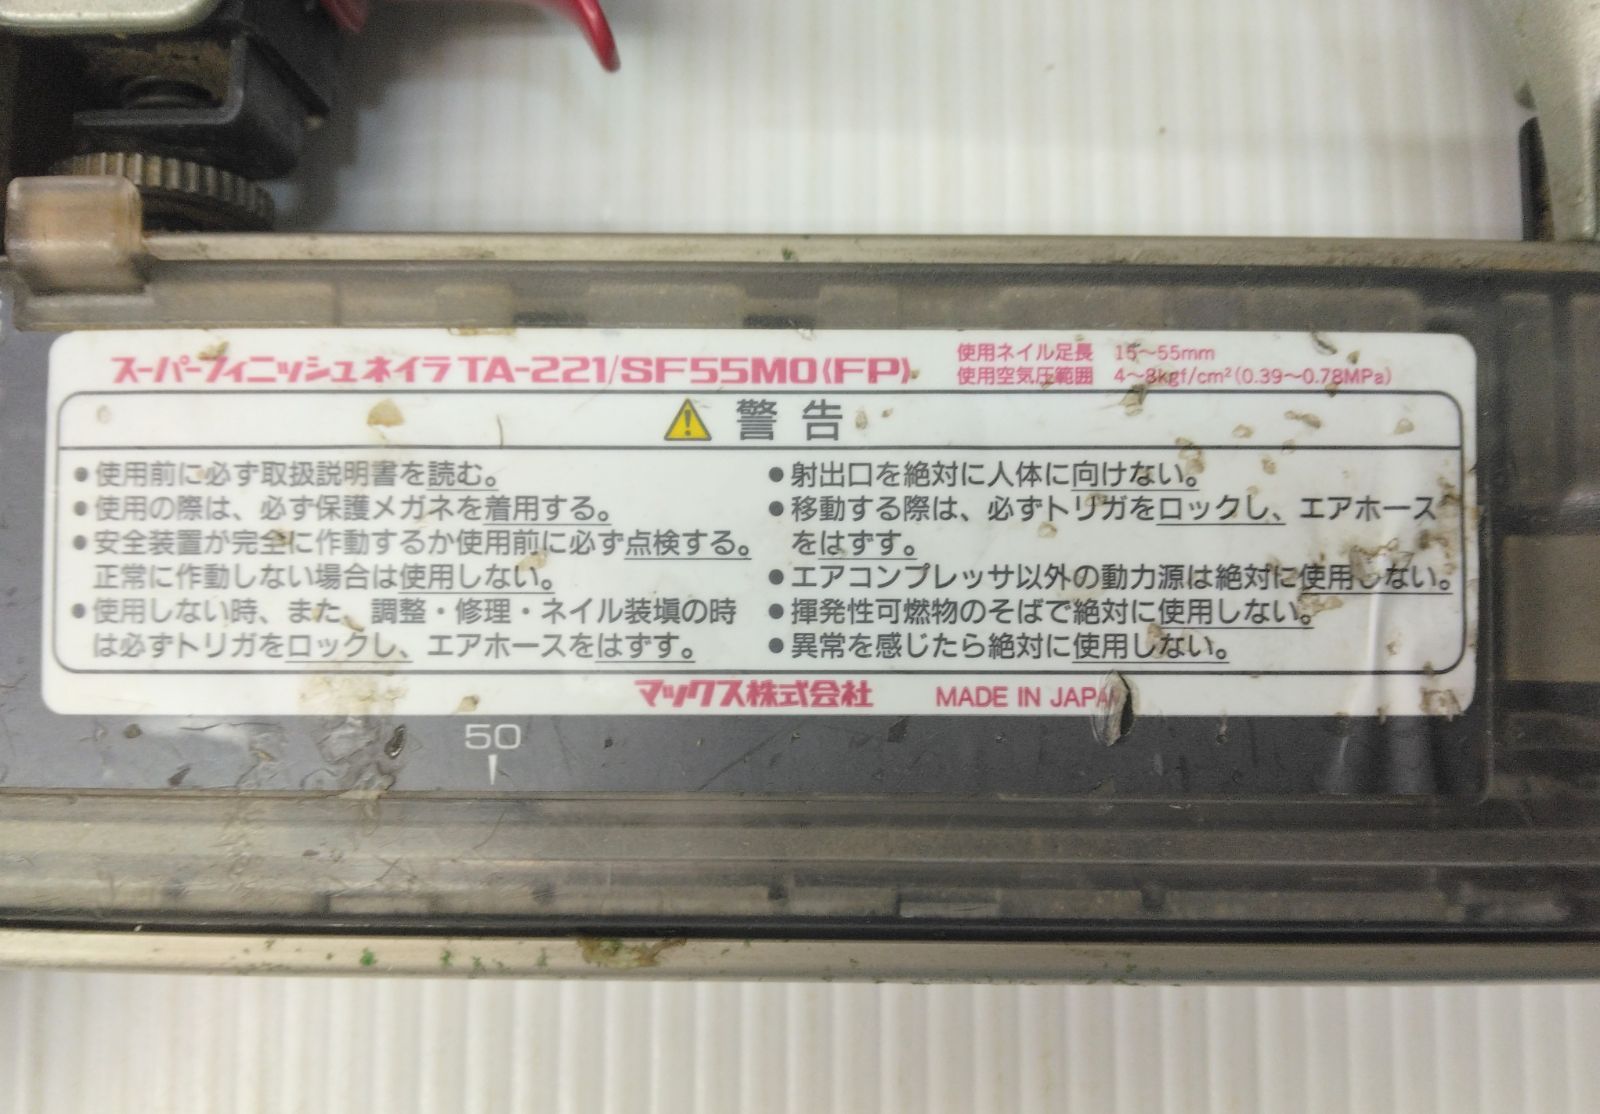 スーパーフィニッシュネイラ TA-221/SF55MO(FP)
使用ネイル足長 15〜55mm
使用空気圧範囲 4〜8kgf/cm²(0.39〜0.78MPa)
警告
●使用前に必ず取扱説明書を読む。
●使用の際は、必ず保護メガネを着用する。
●安全装置が完全に作動するか使用前に必ず点検する。
正常に作動しない場合は使用しない。
●使用しない時、また、調整・修理・ネイル装填の時
は必ずトリガをロックし、エアホースをはずす。
●射出口を絶対に人体に向けない。
●移動する際は、必ずトリガをロックし、エアホース
をはずす。
●エアコンプレッサ以外の動力源は絶対に使用しない。
●揮発性可燃物のそばで絶対に使用しない。
●異常を感じたら絶対に使用しない。
マックス株式会社 MADE IN JAPAN
50